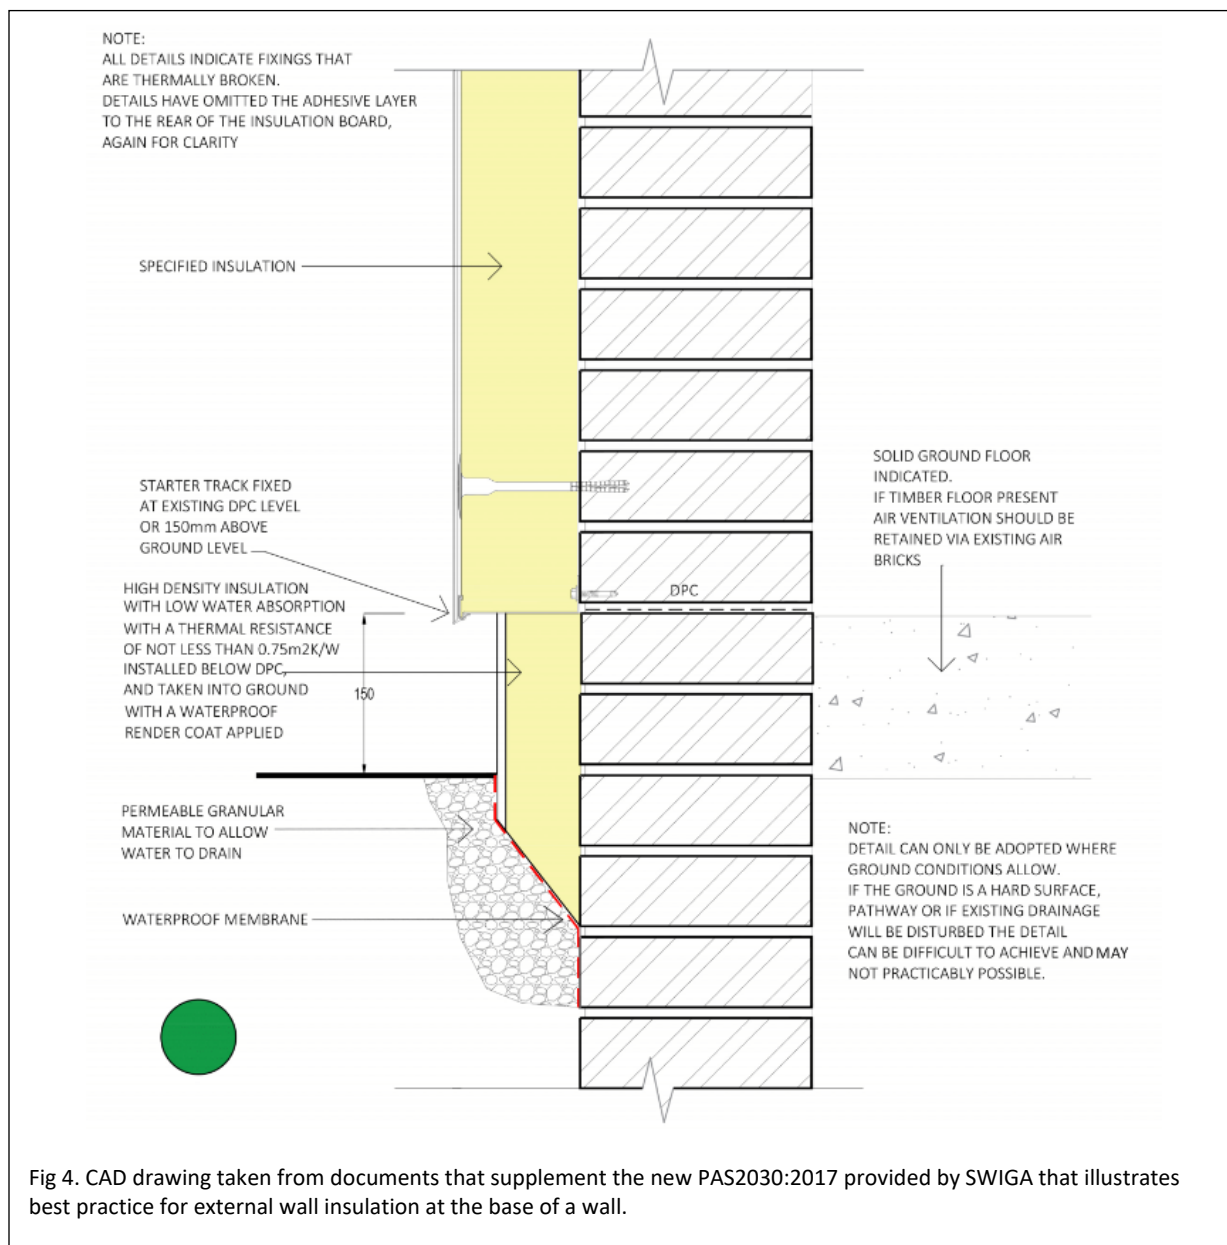 NOTE:
ALL DETAILS INDICATE FIXINGS THAT
ARE THERMALLY BROKEN.
DETAILS HAVE OMITTED THE ADHESIVE LAYER
TO THE REAR OF THE INSULATION BOARD,
AGAIN FOR CLARITY
SPECIFIED INSULATION
STARTER TRACK FIXED
AT EXISTING DPC LEVEL
OR 150mm ABOVE
GROUND LEVEL
HIGH DENSITY INSULATION
WITH LOW WATER ABSORPTION
WITH A THERMAL RESISTANCE
OF NOT LESS THAN 0.75m2K/W
INSTALLED BELOW DPC,
AND TAKEN INTO GROUND
WITH A WATERPROOF
RENDER COAT APPLIED
150
DPC
SOLID GROUND FLOOR
INDICATED.
IF TIMBER FLOOR PRESENT
AIR VENTILATION SHOULD BE
RETAINED VIA EXISTING AIR
BRICKS
PERMEABLE GRANULAR
MATERIAL TO ALLOW
WATER TO DRAIN
WATERPROOF MEMBRANE
NOTE:
DETAIL CAN ONLY BE ADOPTED WHERE
GROUND CONDITIONS ALLOW.
IF THE GROUND IS A HARD SURFACE,
PATHWAY OR IF EXISTING DRAINAGE
WILL BE DISTURBED THE DETAIL
CAN BE DIFFICULT TO ACHIEVE AND MAY
NOT PRACTICABLY POSSIBLE.
Fig 4. CAD drawing taken from documents that supplement the new PAS2030:2017 provided by SWIGA that illustrates
best practice for external wall insulation at the base of a wall.